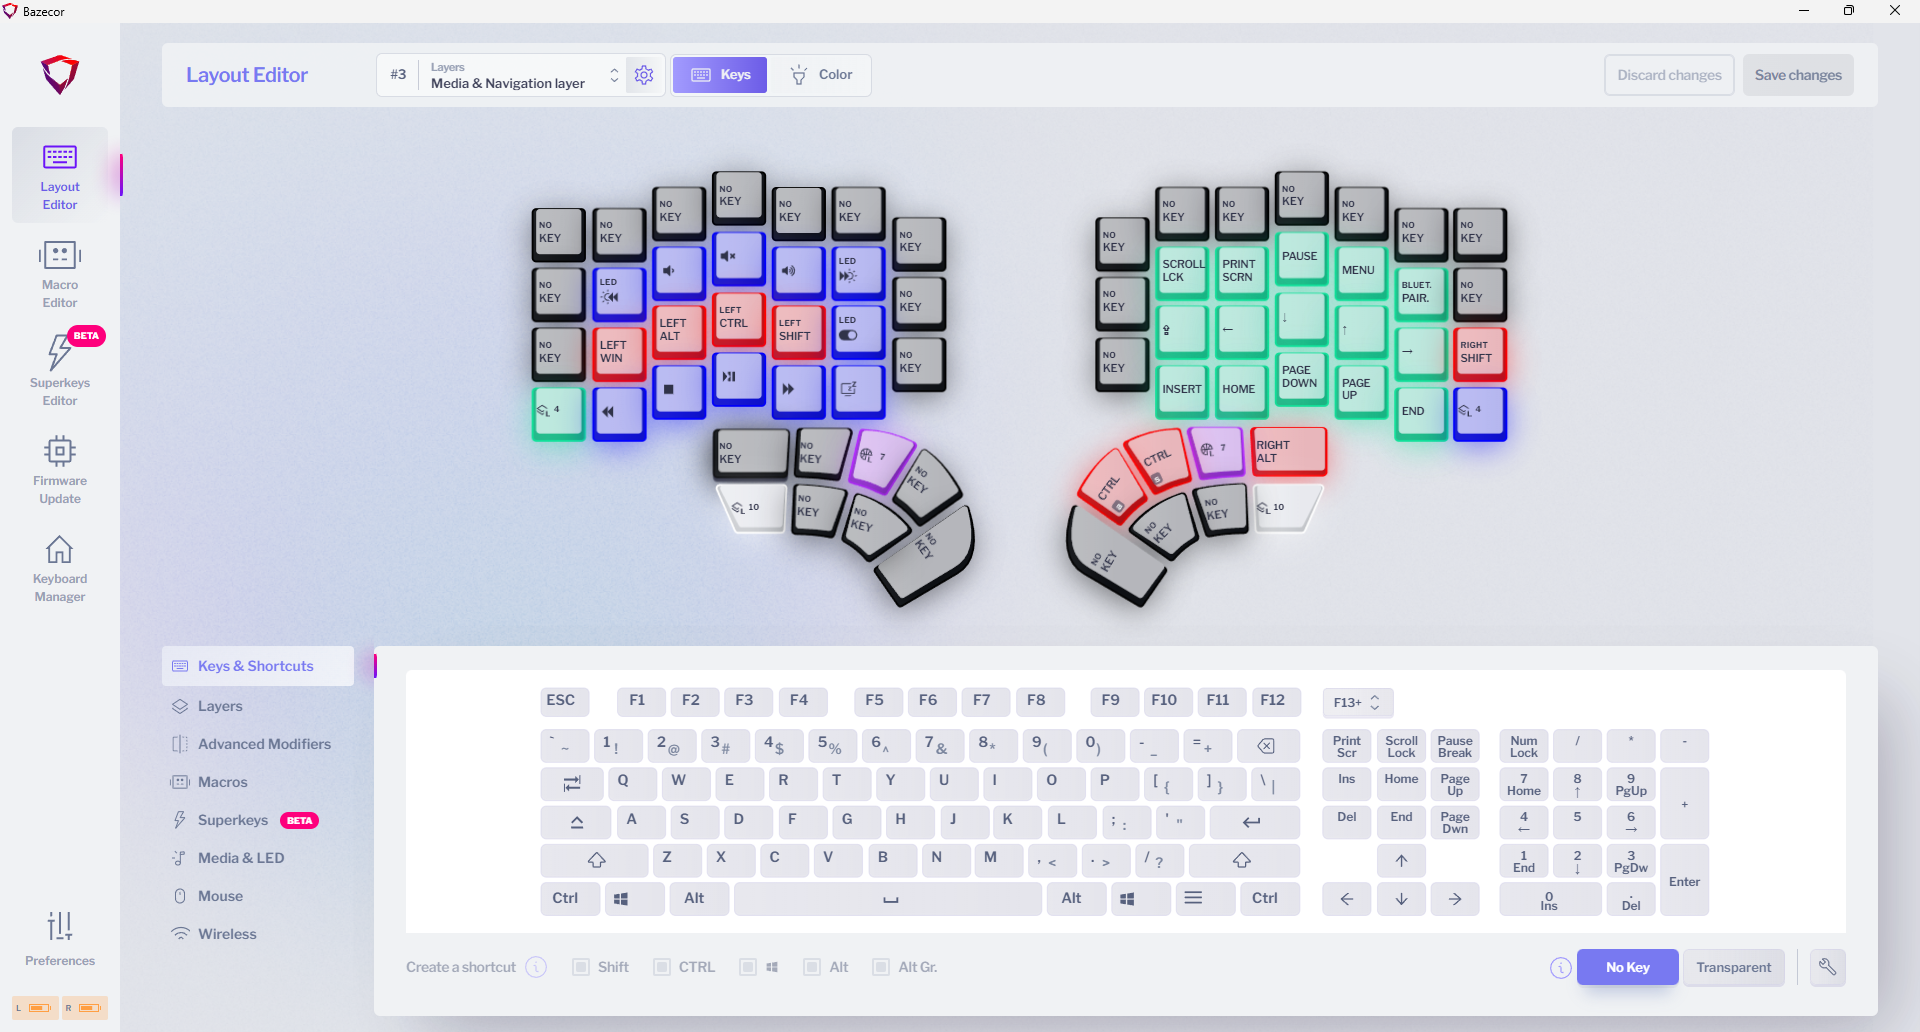 Bazecor
Layout Editor
#3
Layers
Media & Navigation layer
Keys
Color
Discard changes
Save changes
Layout
Editor
Macro
Editor
BETA
Superkeys
Editor
Firmware
Update
Keyboard
Manager
Preferences
L
R
NO KEY
NO KEY
NO KEY
NO KEY
NO KEY
NO KEY
NO KEY
NO KEY
LED
LED
NO KEY
NO KEY
LEFT WIN
LEFT ALT
LEFT CTRL
LEFT SHIFT
LED
NO KEY
4
NO KEY
NO KEY
7
NO KEY
10
NO KEY
NO KEY
NO KEY
NO KEY
NO KEY
NO KEY
NO KEY
NO KEY
NO KEY
NO KEY
NO KEY
SCROLL LCK
PRINT SCRN
PAUSE
MENU
BLUET. PAIR.
NO KEY
NO KEY
⇪
←
↓
↑
→
RIGHT SHIFT
INSERT
HOME
PAGE DOWN
PAGE UP
END
4
CTRL
CTRL S
7
RIGHT ALT
NO KEY
NO KEY
NO KEY
10
Keys & Shortcuts
Layers
Advanced Modifiers
Macros
Superkeys BETA
Media & LED
Mouse
Wireless
ESC F1 F2 F3 F4 F5 F6 F7 F8 F9 F10 F11 F12 F13+
` ~ 1 ! 2 @ 3 # 4 $ 5 % 6 ^ 7 & 8 * 9 ( 0 ) - _ = +
Q W E R T Y U I O P [ { ] } \ |
A S D F G H J K L ; : ' "
Z X C V B N M , < . > / ?
Ctrl Alt Alt Ctrl
Print Scr
Scroll Lock
Pause Break
Ins Home Page Up
Del End Page Dwn
↑
← ↓ →
Num Lock / * -
7 Home 8 ↑ 9 PgUp +
4 ← 5 6 →
1 End 2 ↓ 3 PgDw Enter
0 Ins . Del
Create a shortcut
Shift
CTRL
Alt
Alt Gr.
No Key
Transparent